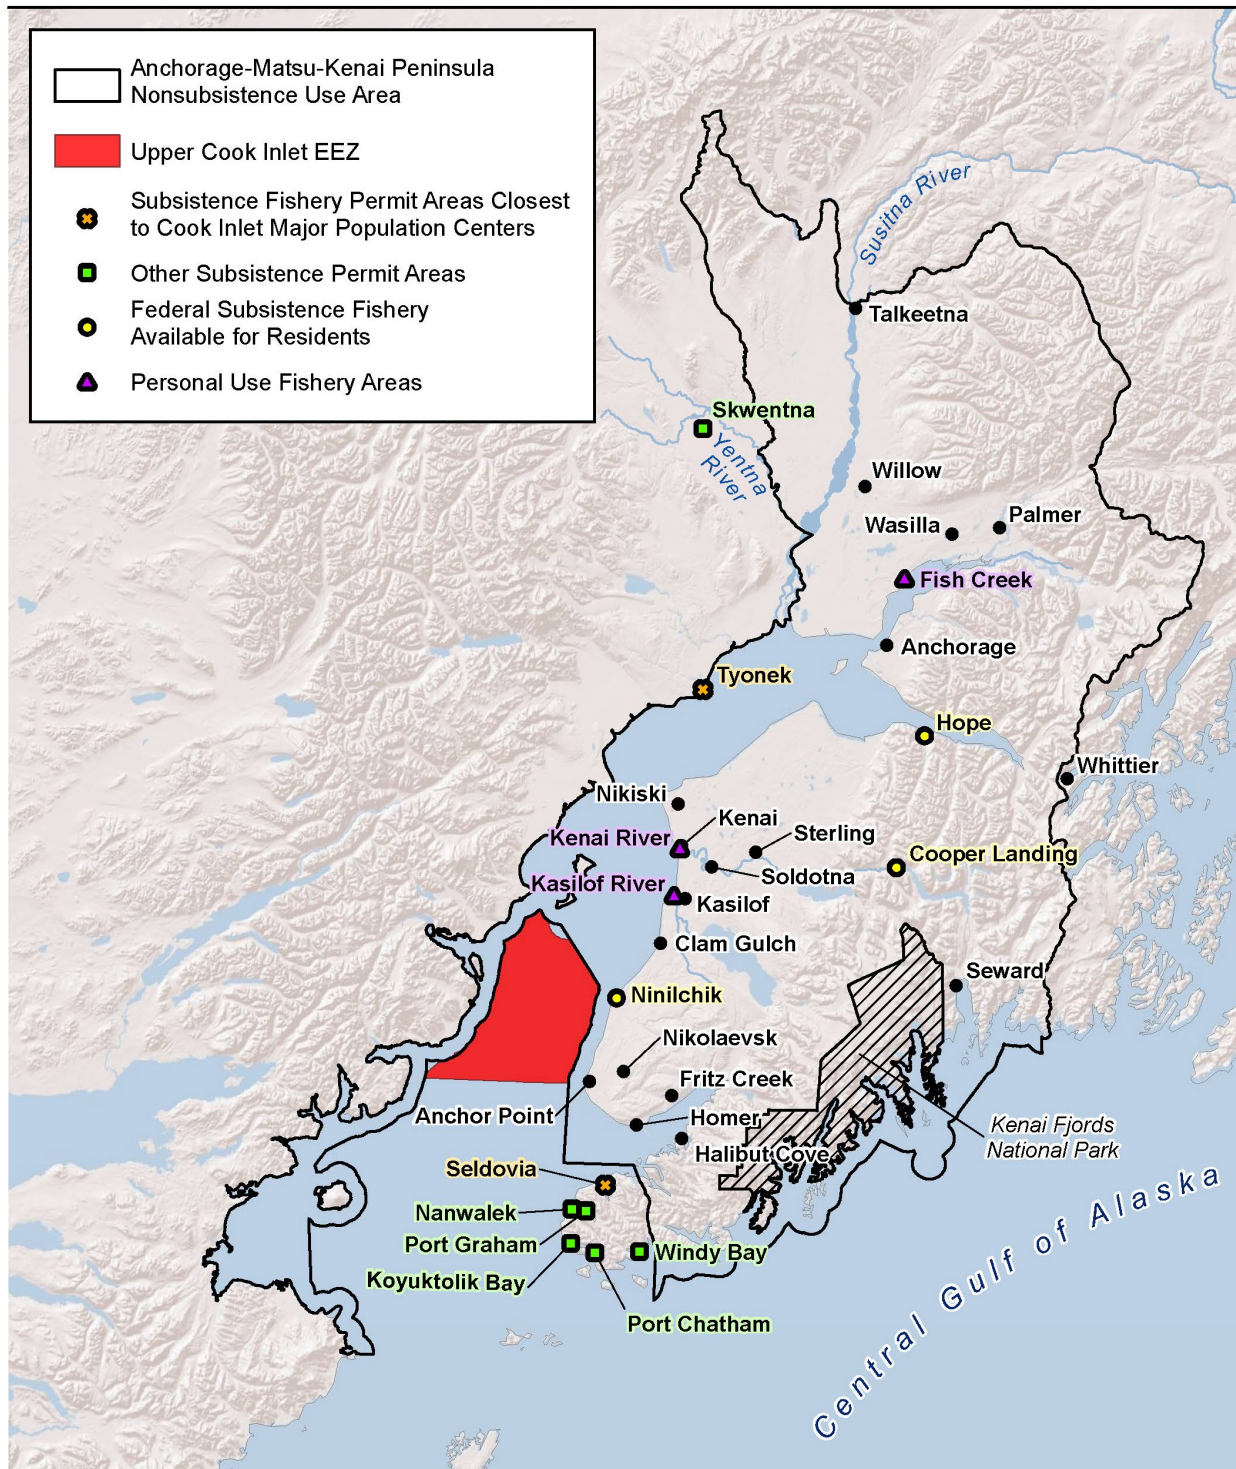 Anchorage-Matsu-Kenai Peninsula
Nonsubsistence Use Area
Upper Cook Inlet EEZ
Subsistence Fishery Permit Areas Closest
to Cook Inlet Major Population Centers
Other Subsistence Permit Areas
Federal Subsistence Fishery
Available for Residents
Personal Use Fishery Areas
Susitna River
Talkeetna
Skwentna
Yentna
River
Willow
Wasilla
Palmer
Fish Creek
Anchorage
Tyonek
Hope
Whittier
Nikiski
Kenai
Kenai River
Sterling
Cooper Landing
Soldotna
Kasilof River
Kasilof
Clam Gulch
Seward
Ninilchik
Nikolaevsk
Fritz Creek
Anchor Point
Homer
Kenai Fjords
National Park
Halibut Cove
Seldovia
Nanwalek
Port Graham
Windy Bay
Koyuktolik Bay
Port Chatham
Central Gulf of Alaska